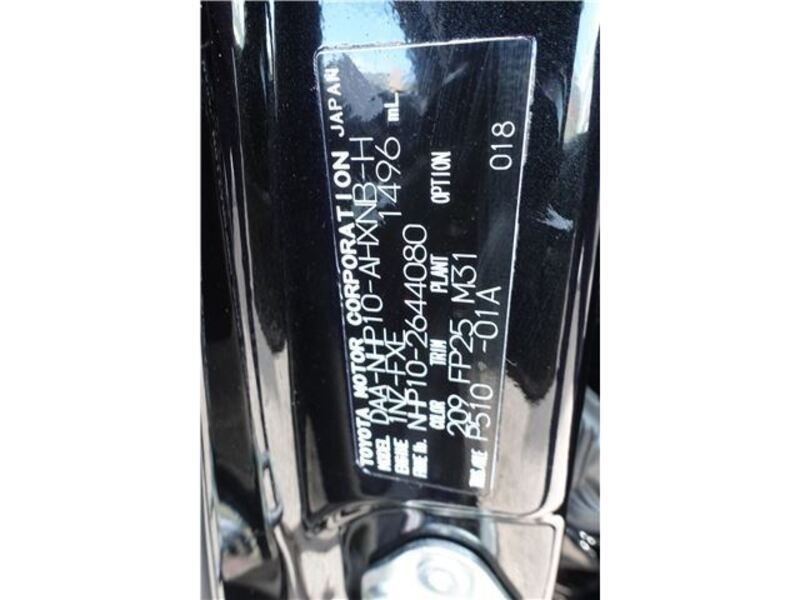 TOYOTA MOTOR CORPORATION JAPAN
MODEL DAA-NHP10-AHXNB-H
ENGINE 1NZ-FXE 1496 mL
FRAME No. NHP10-2644080
COLOR TRIM PLANT OPTION
209 FP25 M31 018
TRANS./AXLE P510 -01A